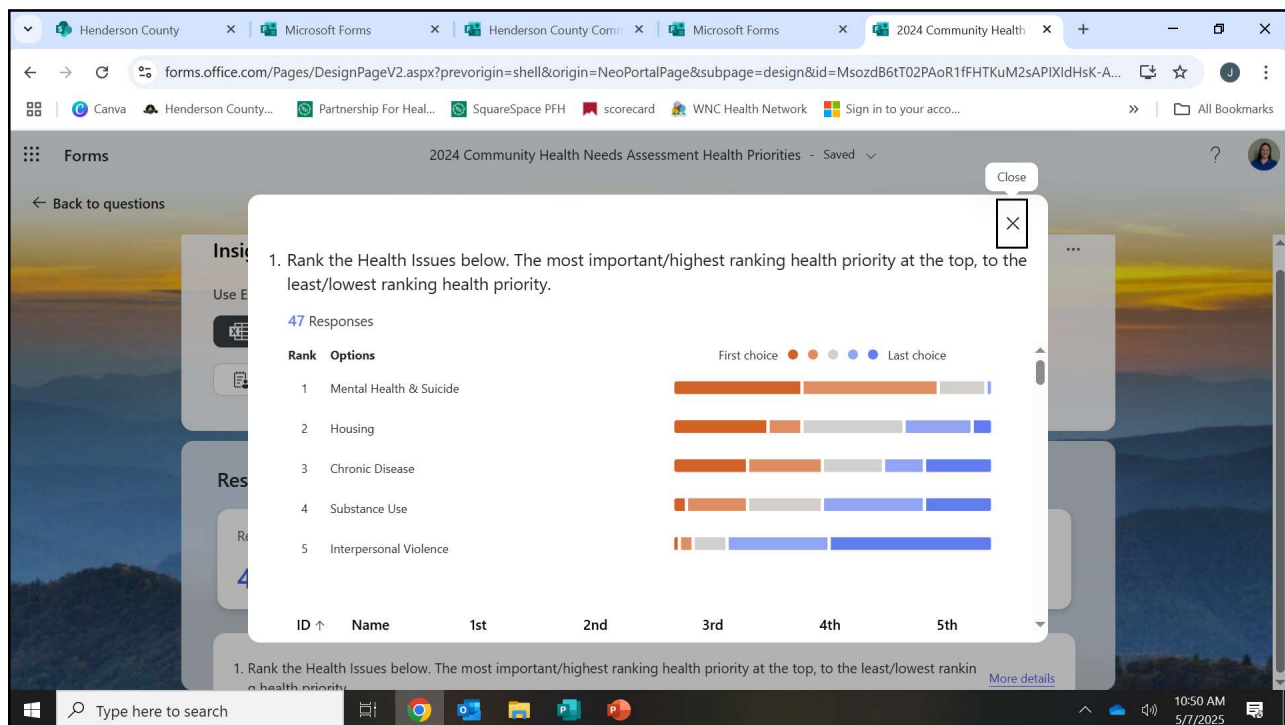 Henderson County
Microsoft Forms
Henderson County Com
Microsoft Forms
2024 Community Health
forms.office.com/Pages/DesignPageV2.aspx?prevorigin=shell&origin=NeoPortalPage&subpage=design&id=MsozdB6tT02PAoR1fFHTKuM2sAPIXIdHsK-A...
J
Canva
Henderson County...
Partnership For Heal...
SquareSpace PFH
scorecard
WNC Health Network
Sign in to your acco...
» All Bookmarks
Forms
2024 Community Health Needs Assessment Health Priorities - Saved
?
Close
Back to questions
Insig
Use E
1. Rank the Health Issues below. The most important/highest ranking health priority at the top, to the
least/lowest ranking health priority.
47 Responses
Rank Options First choice Last choice
1 Mental Health & Suicide
2 Housing
3 Chronic Disease
4 Substance Use
5 Interpersonal Violence
Res
Re
4
ID ↑ Name 1st 2nd 3rd 4th 5th
1. Rank the Health Issues below. The most important/highest ranking health priority at the top, to the least/lowest rankin
g health priority.
More details
Type here to search
10:50 AM
5/7/2025